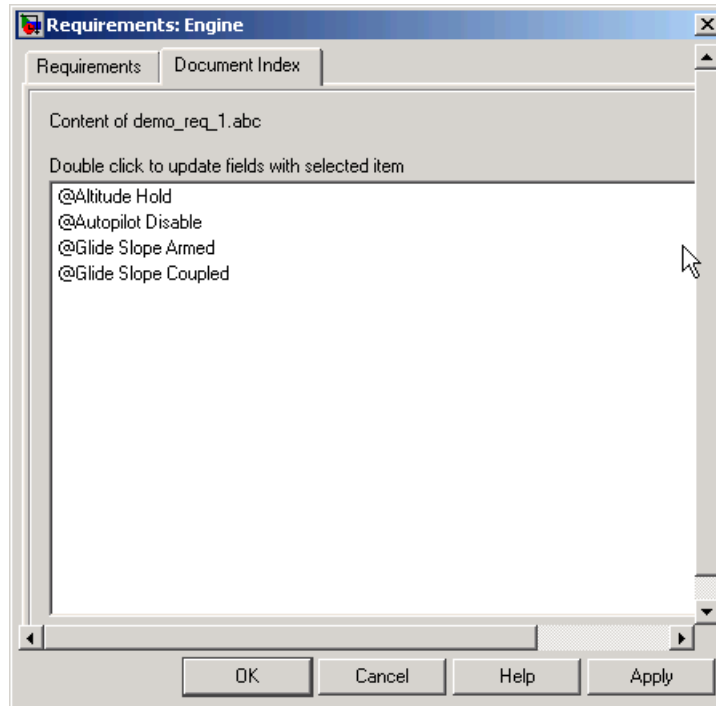 Requirements: Engine
Requirements
Document Index
Content of demo_req_1.abc
Double click to update fields with selected item
@Altitude Hold
@Autopilot Disable
@Glide Slope Armed
@Glide Slope Coupled
OK
Cancel
Help
Apply